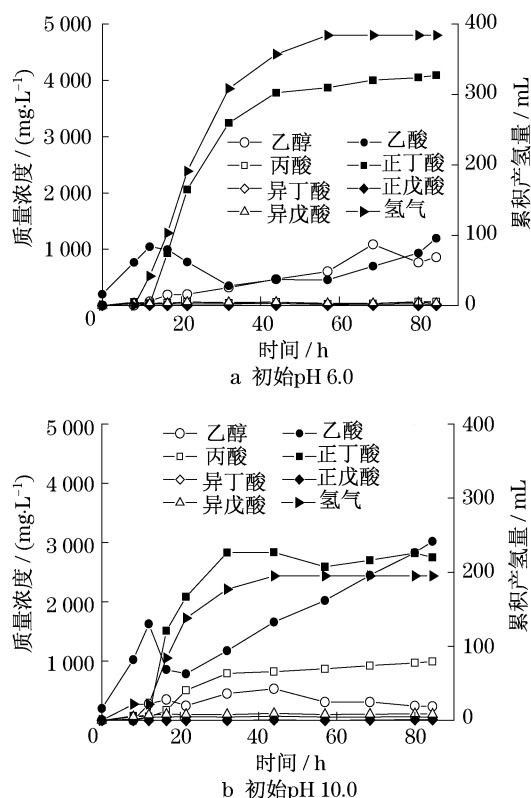 5 000
4 000
3 000
2 000
1 000
0
400
300
200
100
0
质量浓度 / (mg·L⁻¹)
累积产氢量 / mL
乙醇 乙酸
丙酸 正丁酸
异丁酸 正戊酸
异戊酸 氢气
0 20 40 60 80
时间 / h
a 初始pH 6.0
5 000
4 000
3 000
2 000
1 000
0
400
300
200
100
0
质量浓度 / (mg·L⁻¹)
累积产氢量 / mL
乙醇 乙酸
丙酸 正丁酸
异丁酸 正戊酸
异戊酸 氢气
0 20 40 60 80
时间 / h
b 初始pH 10.0